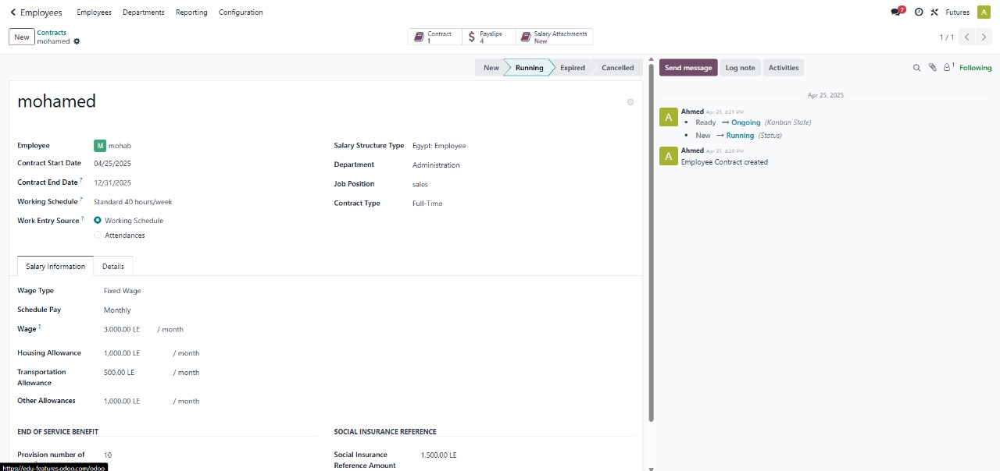 Employees Employees Departments Reporting Configuration 7 Futures A
New Contracts mohamed Contract 1 Payslips 4 Salary Attachments New 1 / 1
New Running Expired Cancelled Send message Log note Activities 1 Following
mohamed
Apr 25, 2025
A Ahmed Apr 25, 4:21 PM
Ready → Ongoing (Kanban State)
New → Running (Status)
A Ahmed Apr 25, 4:20 PM
Employee Contract created
Employee M mohab
Contract Start Date 04/25/2025
Contract End Date ? 12/31/2025
Working Schedule ? Standard 40 hours/week
Work Entry Source ? Working Schedule
Attendances
Salary Structure Type Egypt: Employee
Department Administration
Job Position sales
Contract Type Full-Time
Salary Information Details
Wage Type Fixed Wage
Schedule Pay Monthly
Wage ? 3,000.00 LE / month
Housing Allowance 1,000.00 LE / month
Transportation Allowance 500.00 LE / month
Other Allowances 1,000.00 LE / month
END OF SERVICE BENEFIT
Provision number of 10
SOCIAL INSURANCE REFERENCE
Social Insurance Reference Amount 1,500.00 LE
https://edu-features.odoo.com/odoo